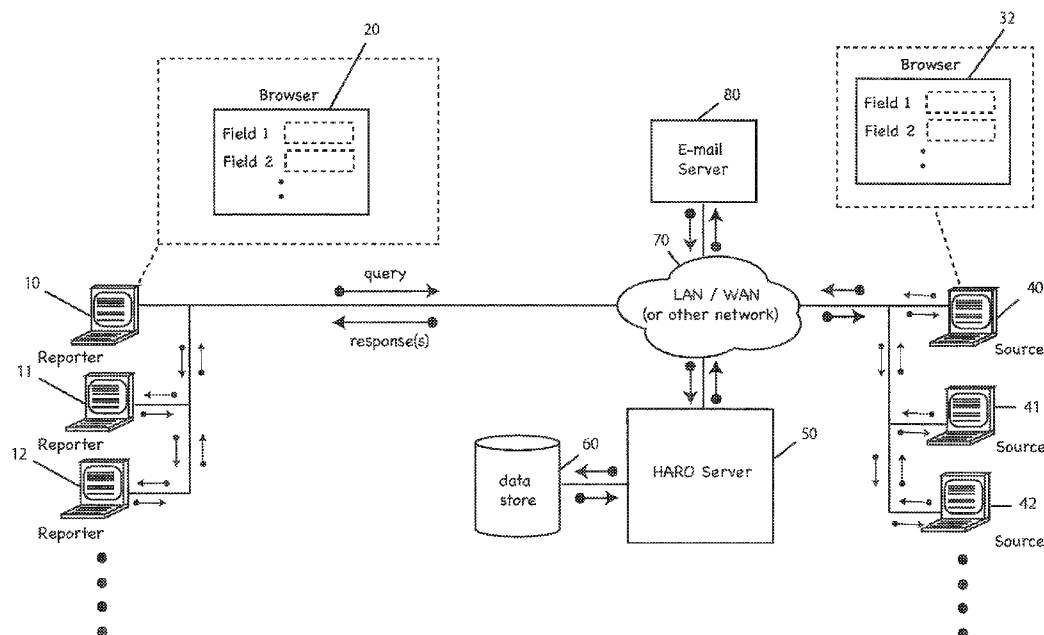 20
Browser
Field 1
Field 2
32
Browser
Field 1
Field 2
80
E-mail
Server
70
LAN / WAN
(or other network)
query
response(s)
10
Reporter
11
Reporter
12
Reporter
40
Source
41
Source
42
Source
60
data
store
50
HARO Server